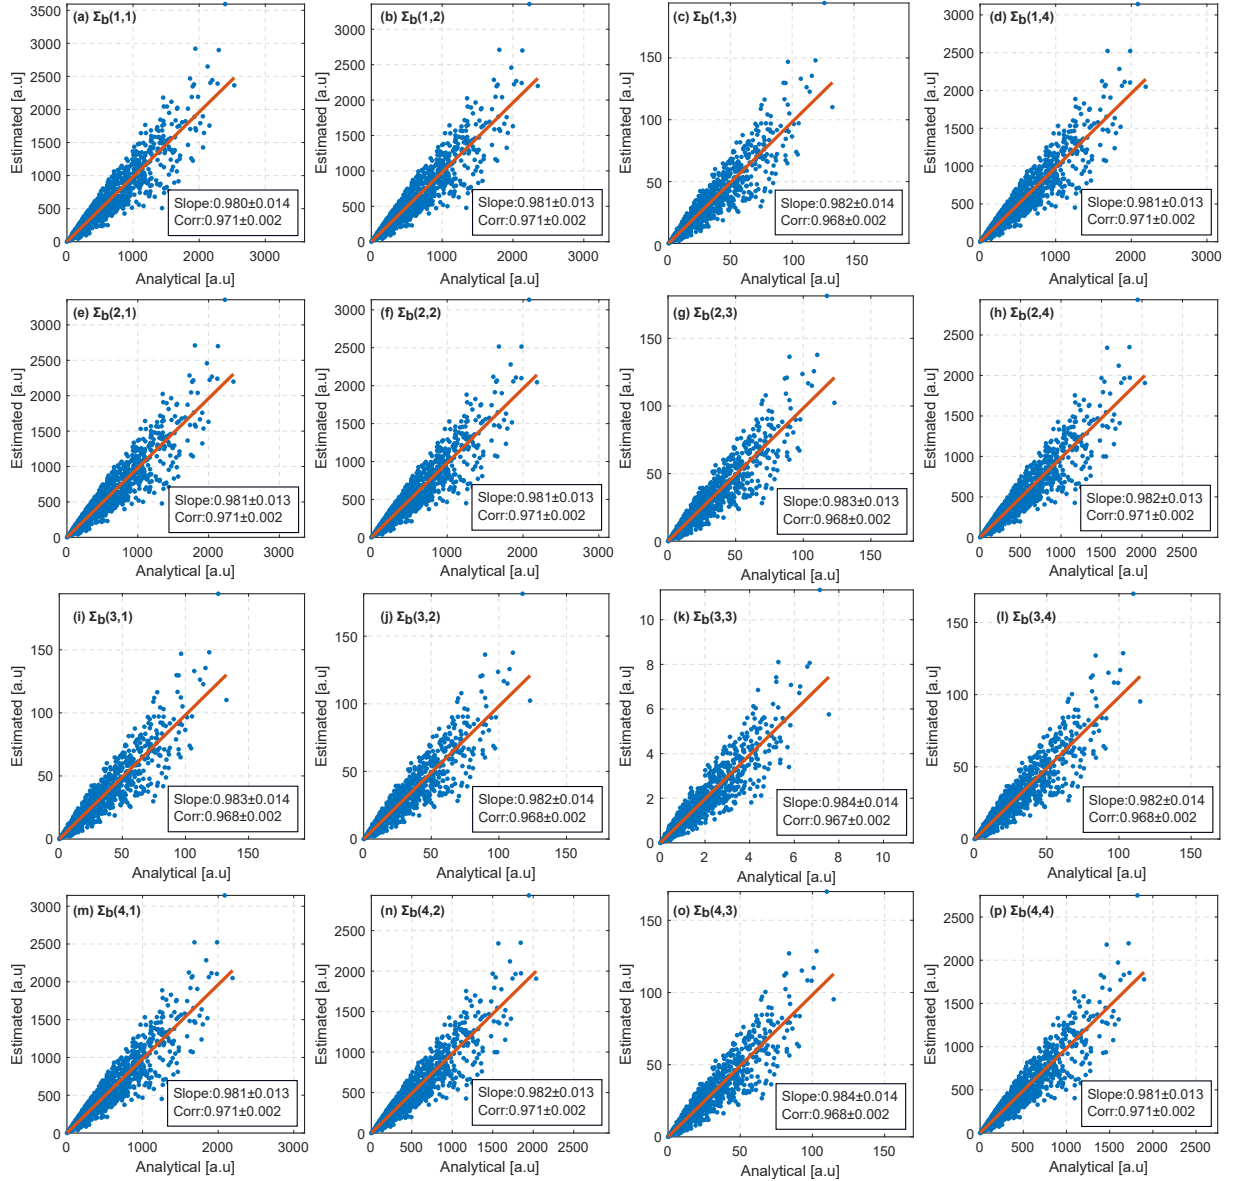 (a) Σb(1,1)
3500
3000
2500
2000
1500
1000
500
0
Estimated [a.u]
Slope:0.980±0.014
Corr:0.971±0.002
0 1000 2000 3000
Analytical [a.u]
(b) Σb(1,2)
3000
2500
2000
1500
1000
500
0
Estimated [a.u]
Slope:0.981±0.013
Corr:0.971±0.002
0 1000 2000 3000
Analytical [a.u]
(c) Σb(1,3)
150
100
50
0
Estimated [a.u]
Slope:0.982±0.014
Corr:0.968±0.002
0 50 100 150
Analytical [a.u]
(d) Σb(1,4)
3000
2500
2000
1500
1000
500
0
Estimated [a.u]
Slope:0.981±0.013
Corr:0.971±0.002
0 1000 2000 3000
Analytical [a.u]
(e) Σb(2,1)
3000
2500
2000
1500
1000
500
0
Estimated [a.u]
Slope:0.981±0.013
Corr:0.971±0.002
0 1000 2000 3000
Analytical [a.u]
(f) Σb(2,2)
3000
2500
2000
1500
1000
500
0
Estimated [a.u]
Slope:0.981±0.013
Corr:0.971±0.002
0 1000 2000 3000
Analytical [a.u]
(g) Σb(2,3)
150
100
50
0
Estimated [a.u]
Slope:0.983±0.013
Corr:0.968±0.002
0 50 100 150
Analytical [a.u]
(h) Σb(2,4)
2500
2000
1500
1000
500
0
Estimated [a.u]
Slope:0.982±0.013
Corr:0.971±0.002
0 500 1000 1500 2000 2500
Analytical [a.u]
(i) Σb(3,1)
150
100
50
0
Estimated [a.u]
Slope:0.983±0.014
Corr:0.968±0.002
0 50 100 150
Analytical [a.u]
(j) Σb(3,2)
150
100
50
0
Estimated [a.u]
Slope:0.982±0.014
Corr:0.968±0.002
0 50 100 150
Analytical [a.u]
(k) Σb(3,3)
10
8
6
4
2
0
Estimated [a.u]
Slope:0.984±0.014
Corr:0.967±0.002
0 2 4 6 8 10
Analytical [a.u]
(l) Σb(3,4)
150
100
50
0
Estimated [a.u]
Slope:0.982±0.014
Corr:0.968±0.002
0 50 100 150
Analytical [a.u]
(m) Σb(4,1)
3000
2500
2000
1500
1000
500
0
Estimated [a.u]
Slope:0.981±0.013
Corr:0.971±0.002
0 1000 2000 3000
Analytical [a.u]
(n) Σb(4,2)
2500
2000
1500
1000
500
0
Estimated [a.u]
Slope:0.982±0.013
Corr:0.971±0.002
0 500 1000 1500 2000 2500
Analytical [a.u]
(o) Σb(4,3)
150
100
50
0
Estimated [a.u]
Slope:0.984±0.014
Corr:0.968±0.002
0 50 100 150
Analytical [a.u]
(p) Σb(4,4)
2500
2000
1500
1000
500
0
Estimated [a.u]
Slope:0.981±0.013
Corr:0.971±0.002
0 500 1000 1500 2000 2500
Analytical [a.u]